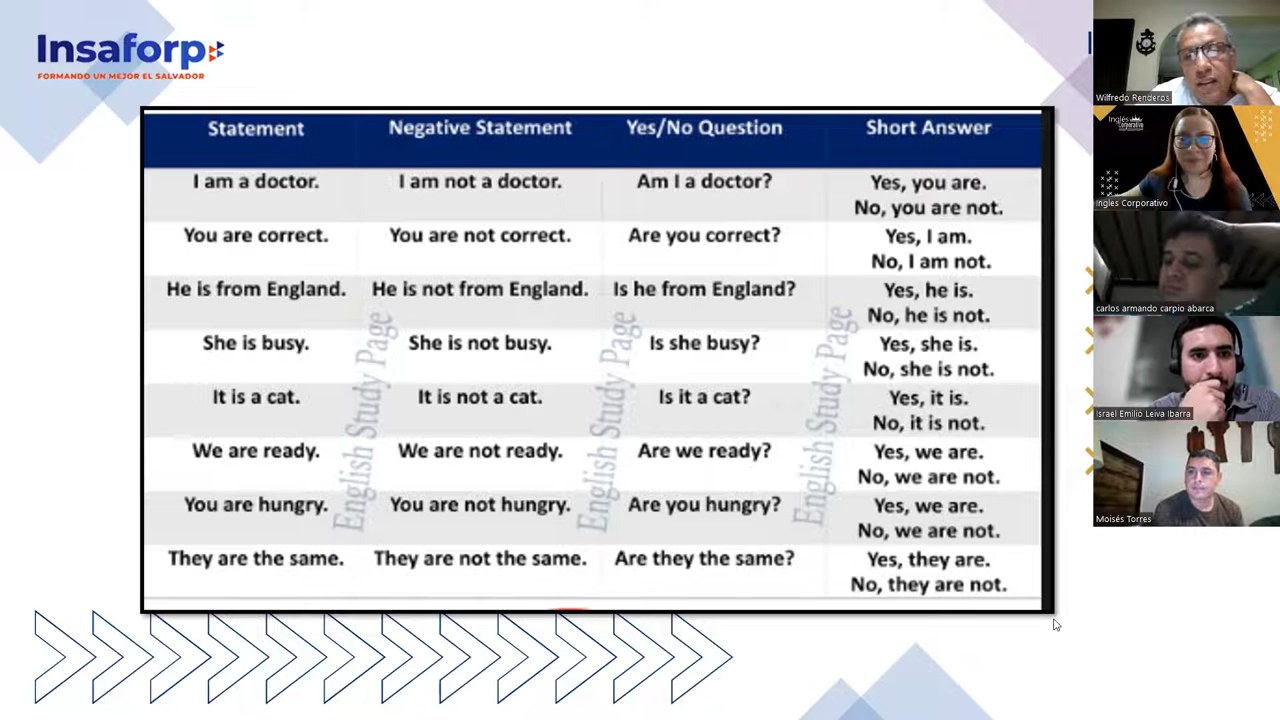 Insaforp
FORMANDO UN MEJOR EL SALVADOR
Statement Negative Statement Yes/No Question Short Answer
I am a doctor. I am not a doctor. Am I a doctor? Yes, you are.
No, you are not.
You are correct. You are not correct. Are you correct? Yes, I am.
No, I am not.
He is from England. He is not from England. Is he from England? Yes, he is.
No, he is not.
She is busy. She is not busy. Is she busy? Yes, she is.
No, she is not.
It is a cat. It is not a cat. Is it a cat? Yes, it is.
No, it is not.
We are ready. We are not ready. Are we ready? Yes, we are.
No, we are not.
You are hungry. You are not hungry. Are you hungry? Yes, we are.
No, we are not.
They are the same. They are not the same. Are they the same? Yes, they are.
No, they are not.
English Study Page
English Study Page
English Study Page
Wilfredo Renderos
Inglés
Corporativo
Ingles Corporativo
carlos armando carpio abarca
Israel Emilio Leiva Ibarra
Moisés Torres